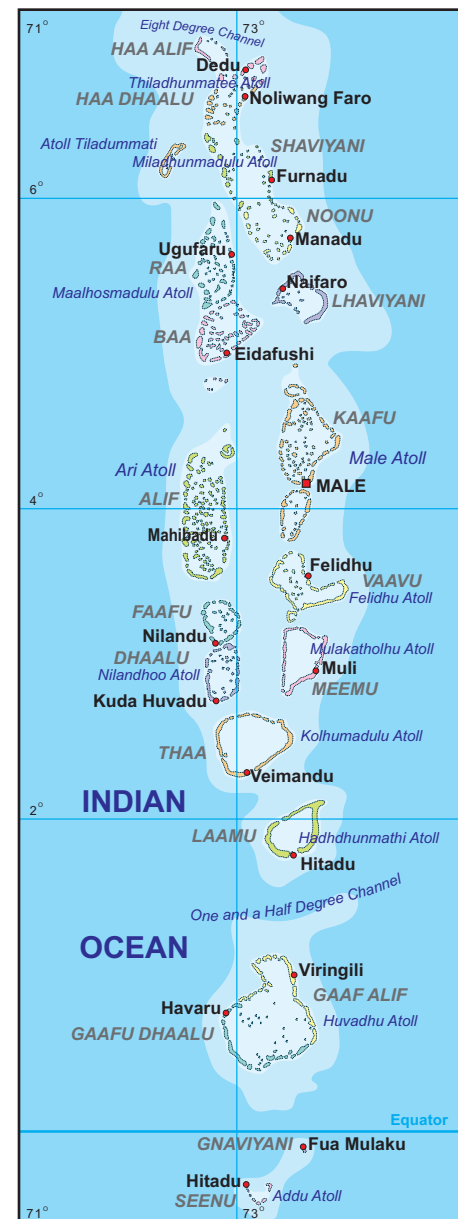 71° 73°
Eight Degree Channel
HAA ALIF
Dedu
Thiladhunmatee Atoll
HAA DHAALU
Noliwang Faro
Atoll Tiladummati
SHAVIYANI
Miladhunmadulu Atoll
Furnadu
6°
NOONU
Manadu
Ugufaru
RAA
Naifaro
Maalhosmadulu Atoll
LHAVIYANI
BAA
Eidafushi
KAAFU
Ari Atoll
Male Atoll
ALIF
MALE
4°
Mahibadu
Felidhu
VAAVU
Felidhu Atoll
FAAFU
Nilandu
Mulakatholhu Atoll
DHAALU
Nilandhoo Atoll
Muli
MEEMU
Kuda Huvadu
Kolhumadulu Atoll
THAA
Veimandu
INDIAN
2°
LAAMU
Hadhdhunmathi Atoll
Hitadu
One and a Half Degree Channel
OCEAN
Viringili
GAAF ALIF
Havaru
Huvadhu Atoll
GAAFU DHAALU
Equator
GNAVIYANI
Fua Mulaku
Hitadu
SEENU
Addu Atoll
71° 73°